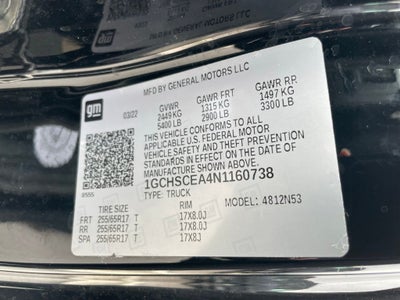 gm
MFD BY GENERAL MOTORS LLC
03/22
GVWR GAWR FRT GAWR RR
2449 KG 1315 KG 1497 KG
5400 LB 2900 LB 3300 LB
THIS VEHICLE CONFORMS TO ALL
APPLICABLE U.S. FEDERAL MOTOR
VEHICLE SAFETY AND THEFT PREVENTION
STANDARDS IN EFFECT ON THE DATE OF
MANUFACTURE SHOWN ABOVE.
1GCHSCEA4N1160738
TYPE: TRUCK MODEL: 4812N53
TIRE SIZE RIM
FRT 255/65R17 T 17X8.0J
RR 255/65R17 T 17X8.0J
SPA 255/65R17 T 17X8J